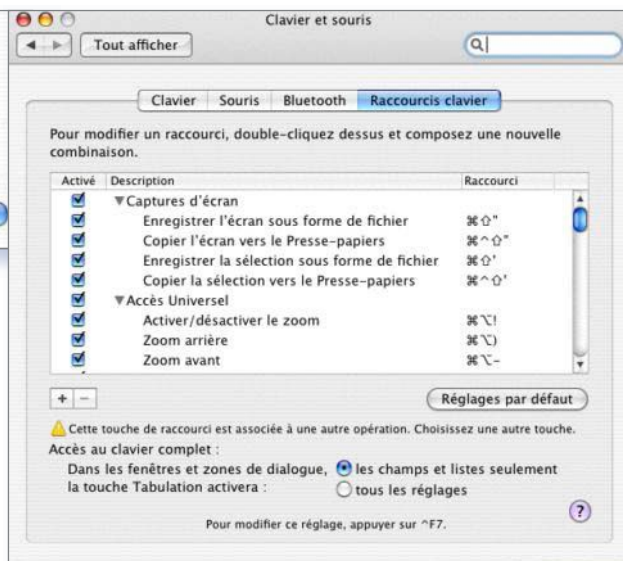 Clavier et souris
Tout afficher
Clavier Souris Bluetooth Raccourcis clavier
Pour modifier un raccourci, double-cliquez dessus et composez une nouvelle
combinaison.
Activé Description Raccourci
▼Captures d'écran
Enregistrer l'écran sous forme de fichier ⌘⇧"
Copier l'écran vers le Presse-papiers ⌘^⇧"
Enregistrer la sélection sous forme de fichier ⌘⇧'
Copier la sélection vers le Presse-papiers ⌘^⇧'
▼Accès Universel
Activer/désactiver le zoom ⌘⌥!
Zoom arrière ⌘⌥)
Zoom avant ⌘⌥-
+ − Réglages par défaut
Cette touche de raccourci est associée à une autre opération. Choisissez une autre touche.
Accès au clavier complet :
Dans les fenêtres et zones de dialogue, les champs et listes seulement
la touche Tabulation activera : tous les réglages
?
Pour modifier ce réglage, appuyer sur ^F7.